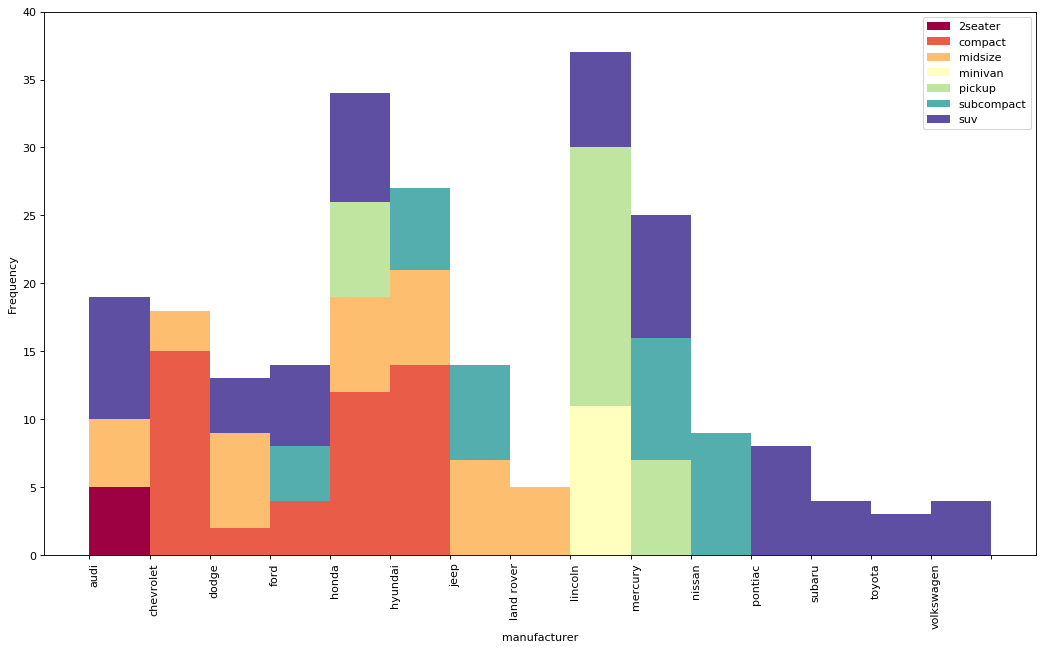 40
35
30
25
20
15
10
5
0
Frequency
audi
chevrolet
dodge
ford
honda
hyundai
jeep
land rover
lincoln
mercury
nissan
pontiac
subaru
toyota
volkswagen
manufacturer
2seater
compact
midsize
minivan
pickup
subcompact
suv